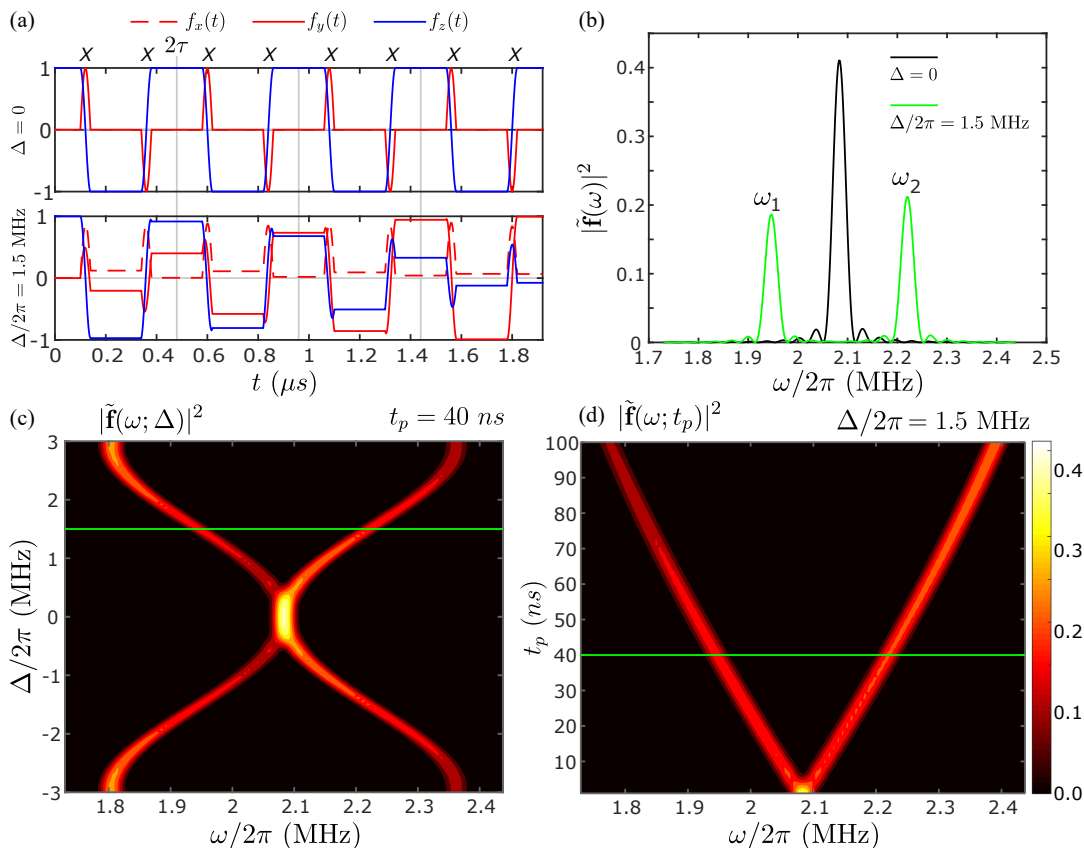 (a) f_x(t) f_y(t) f_z(t)
X X X X X X X
2τ
Δ = 0
1
0
-1
Δ/2π = 1.5 MHz
1
0
-1
0 0.2 0.4 0.6 0.8 1 1.2 1.4 1.6 1.8
t (μs)
(b)
|f̃(ω)|²
0.4
0.3
0.2
0.1
0
Δ = 0
Δ/2π = 1.5 MHz
ω₁
ω₂
1.7 1.8 1.9 2 2.1 2.2 2.3 2.4 2.5
ω/2π (MHz)
(c) |f̃(ω; Δ)|² t_p = 40 ns
Δ/2π (MHz)
3
2
1
0
-1
-2
-3
1.8 1.9 2 2.1 2.2 2.3 2.4
ω/2π (MHz)
(d) |f̃(ω; t_p)|² Δ/2π = 1.5 MHz
t_p (ns)
100
90
80
70
60
50
40
30
20
10
1.8 1.9 2 2.1 2.2 2.3 2.4
ω/2π (MHz)
0.4
0.3
0.2
0.1
0.0